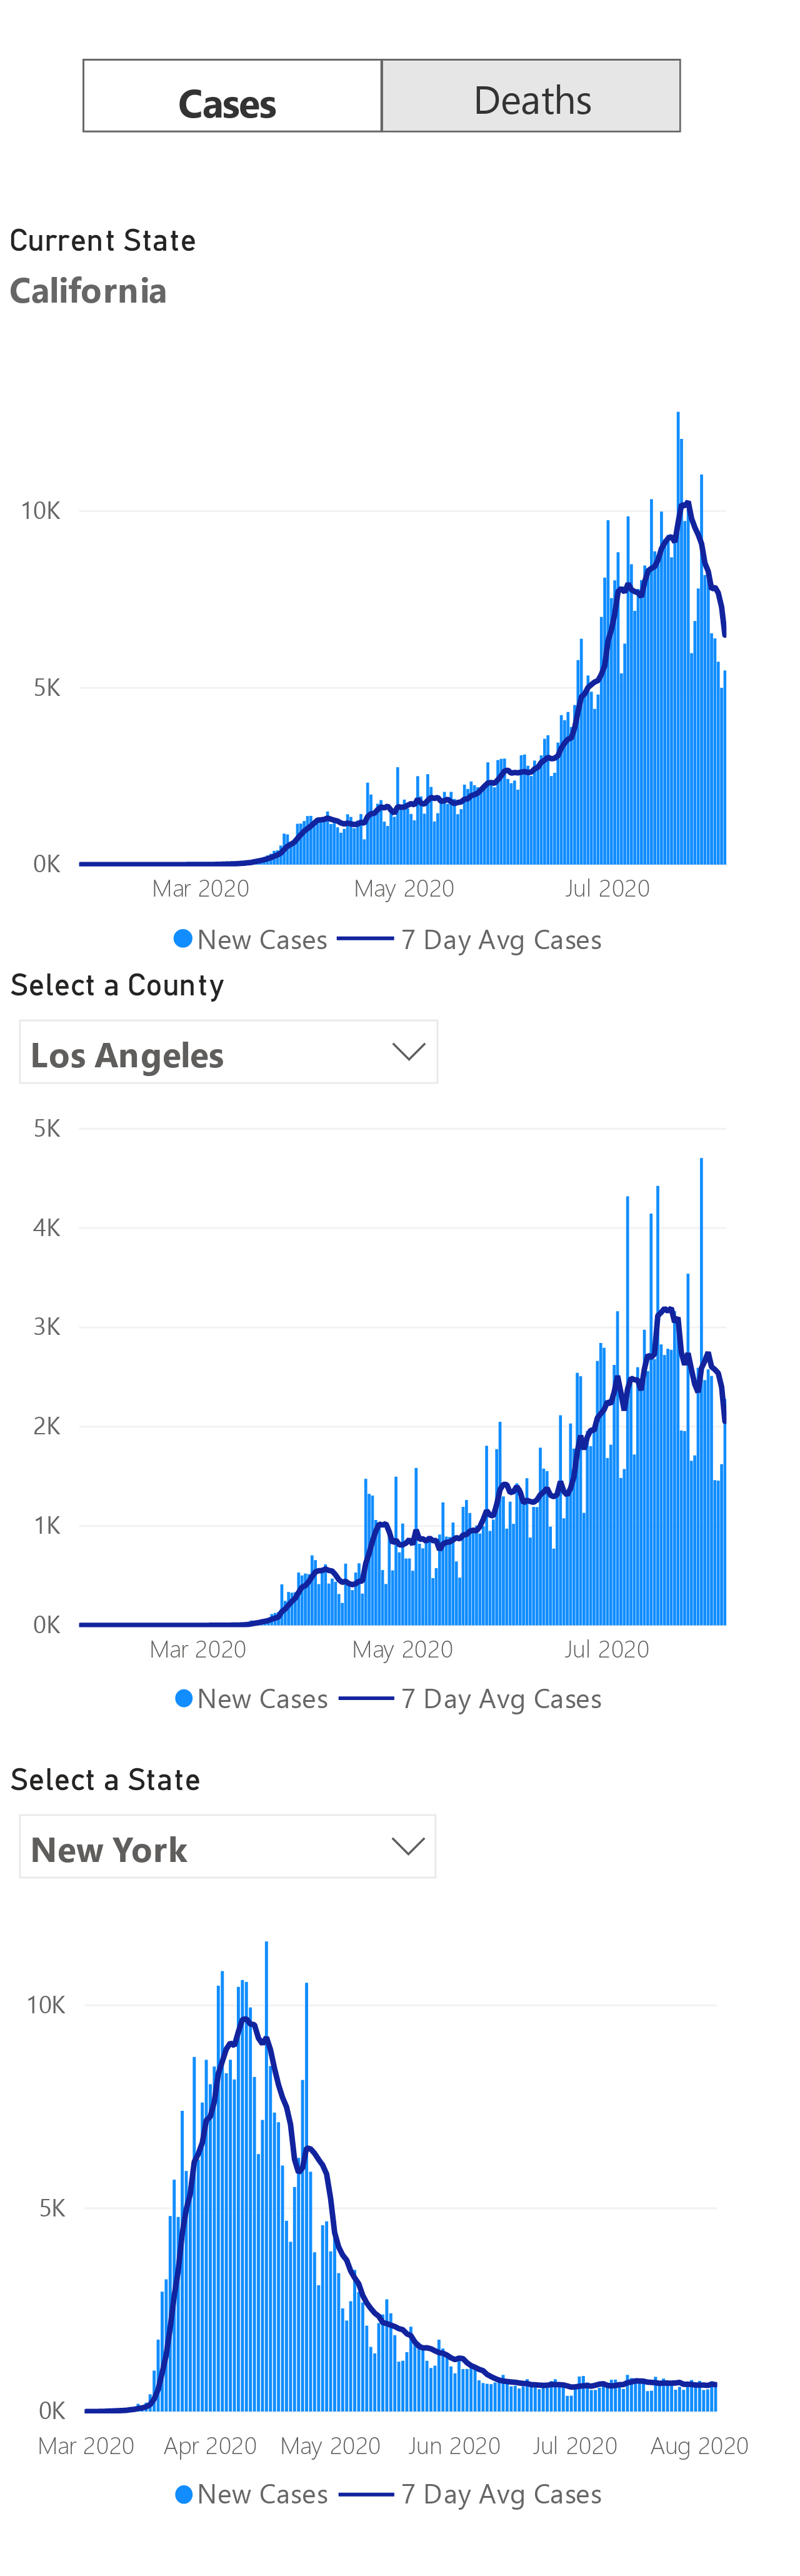 Cases Deaths
Current State
California
10K
5K
0K
Mar 2020 May 2020 Jul 2020
New Cases 7 Day Avg Cases
Select a County
Los Angeles
5K
4K
3K
2K
1K
0K
Mar 2020 May 2020 Jul 2020
New Cases 7 Day Avg Cases
Select a State
New York
10K
5K
0K
Mar 2020 Apr 2020 May 2020 Jun 2020 Jul 2020 Aug 2020
New Cases 7 Day Avg Cases